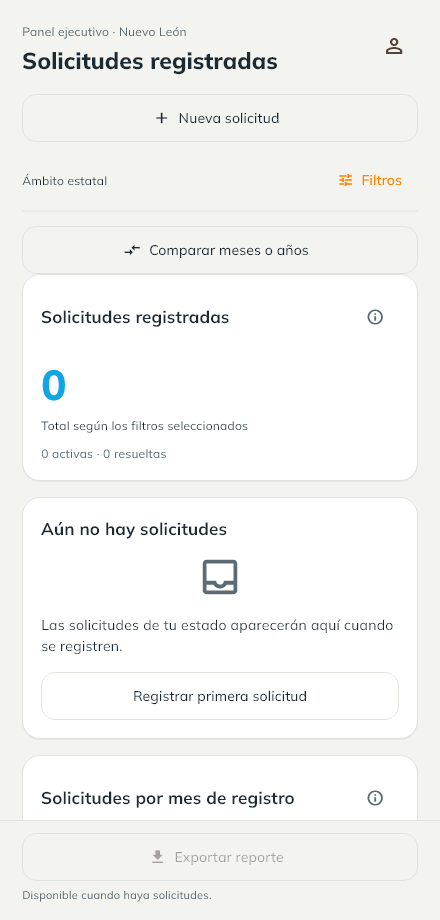 Panel ejecutivo · Nuevo León
Solicitudes registradas
Nueva solicitud
Ámbito estatal
Filtros
Comparar meses o años
Solicitudes registradas
0
Total según los filtros seleccionados
0 activas · 0 resueltas
Aún no hay solicitudes
Las solicitudes de tu estado aparecerán aquí cuando
se registren.
Registrar primera solicitud
Solicitudes por mes de registro
Exportar reporte
Disponible cuando haya solicitudes.